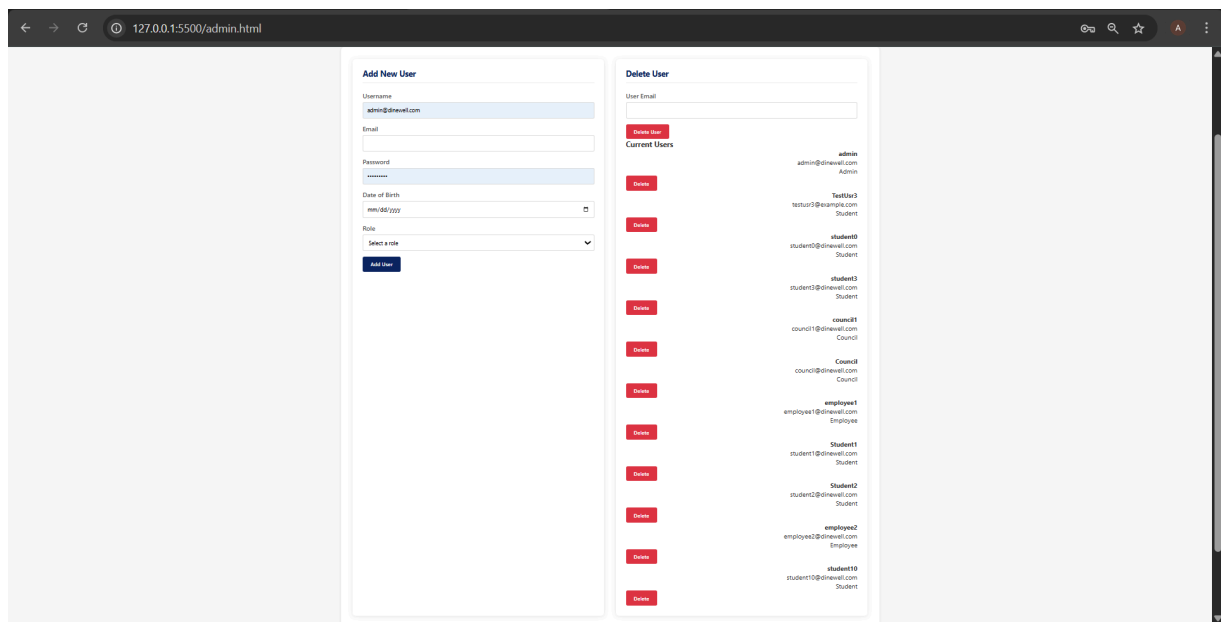 127.0.0.1:5500/admin.html
A
Add New User
Username
admin@dinewell.com
Email
Password
•••••••••
Date of Birth
mm/dd/yyyy
Role
Select a role
Add User
Delete User
User Email
Delete User
Current Users
admin
admin@dinewell.com
Admin
Delete
TestUsr3
testusr3@example.com
Student
Delete
student0
student0@dinewell.com
Student
Delete
student3
student3@dinewell.com
Student
Delete
council1
council1@dinewell.com
Council
Delete
Council
council@dinewell.com
Council
Delete
employee1
employee1@dinewell.com
Employee
Delete
Student1
student1@dinewell.com
Student
Delete
Student2
student2@dinewell.com
Student
Delete
employee2
employee2@dinewell.com
Employee
Delete
student10
student10@dinewell.com
Student
Delete